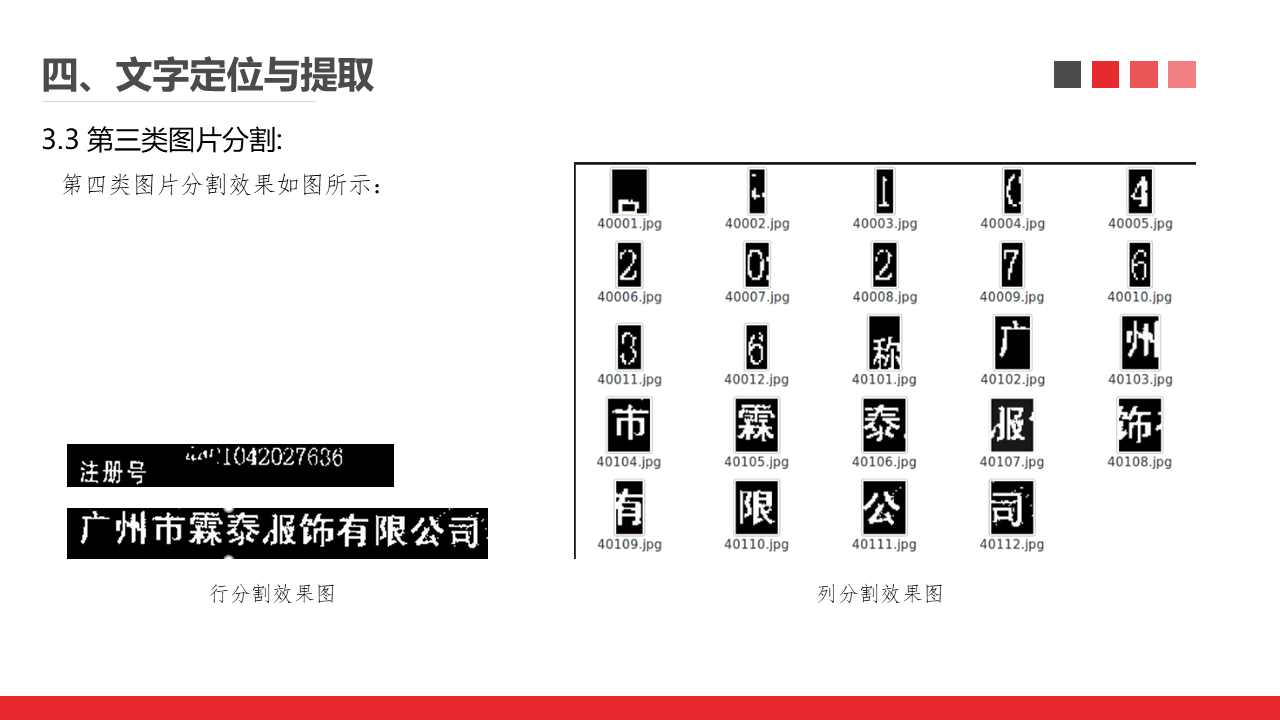 四、文字定位与提取
3.3 第三类图片分割:
第四类图片分割效果如图所示：
注册号 1042027636
广州市霖泰服饰有限公司
行分割效果图
1 4
40001.jpg 40002.jpg 40003.jpg 40004.jpg 40005.jpg
2 0 2 7 6
40006.jpg 40007.jpg 40008.jpg 40009.jpg 40010.jpg
3 6 称 广 州
40011.jpg 40012.jpg 40101.jpg 40102.jpg 40103.jpg
市 霖 泰 服 饰
40104.jpg 40105.jpg 40106.jpg 40107.jpg 40108.jpg
有 限 公 司
40109.jpg 40110.jpg 40111.jpg 40112.jpg
列分割效果图